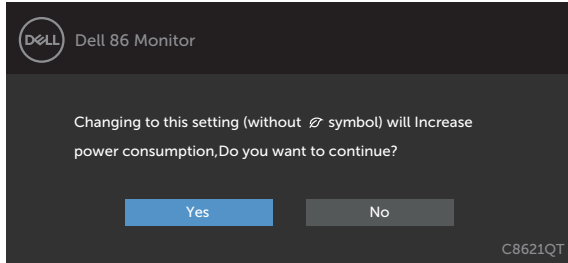 DELL
Dell 86 Monitor
Changing to this setting (without symbol) will Increase
power consumption,Do you want to continue?
Yes
No
C8621QT